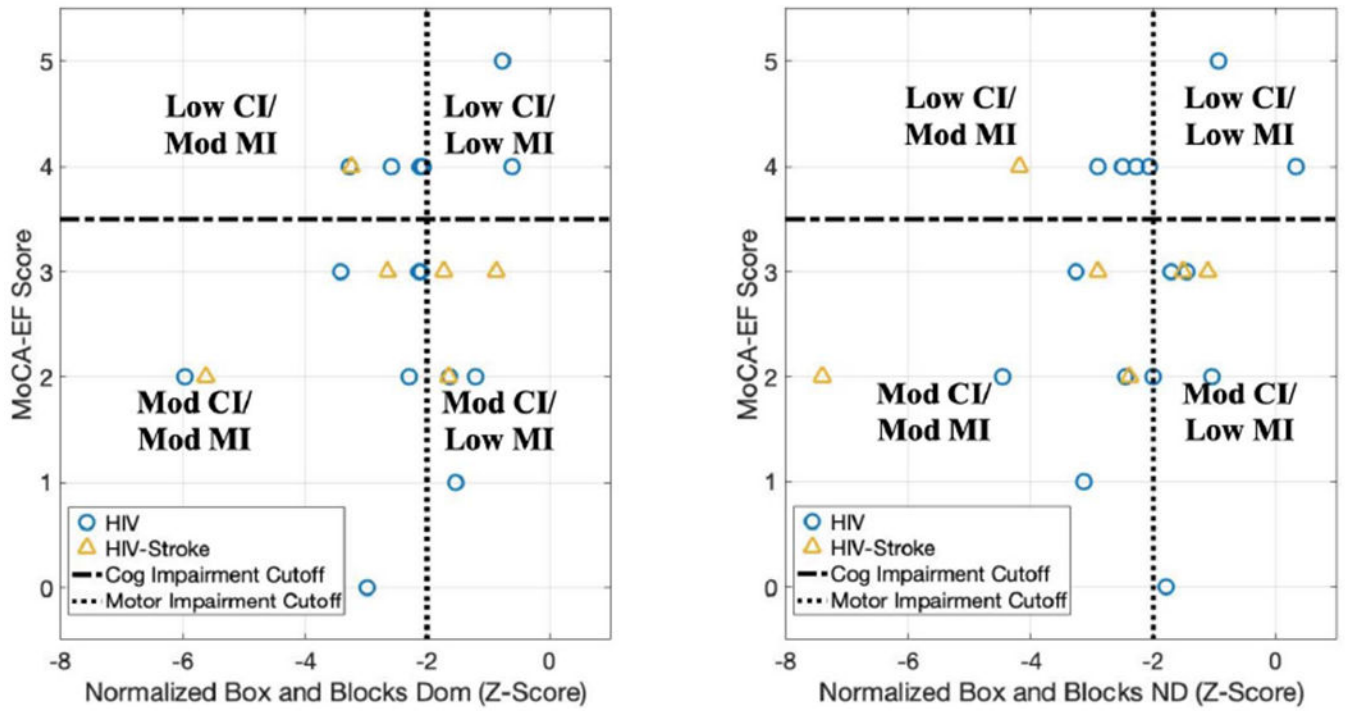 MoCA-EF Score
5
4
3
2
1
0
Low CI/
Mod MI
Low CI/
Low MI
Mod CI/
Mod MI
Mod CI/
Low MI
HIV
HIV-Stroke
Cog Impairment Cutoff
Motor Impairment Cutoff
-8 -6 -4 -2 0
Normalized Box and Blocks Dom (Z-Score)
MoCA-EF Score
5
4
3
2
1
0
Low CI/
Mod MI
Low CI/
Low MI
Mod CI/
Mod MI
Mod CI/
Low MI
HIV
HIV-Stroke
Cog Impairment Cutoff
Motor Impairment Cutoff
-8 -6 -4 -2 0
Normalized Box and Blocks ND (Z-Score)